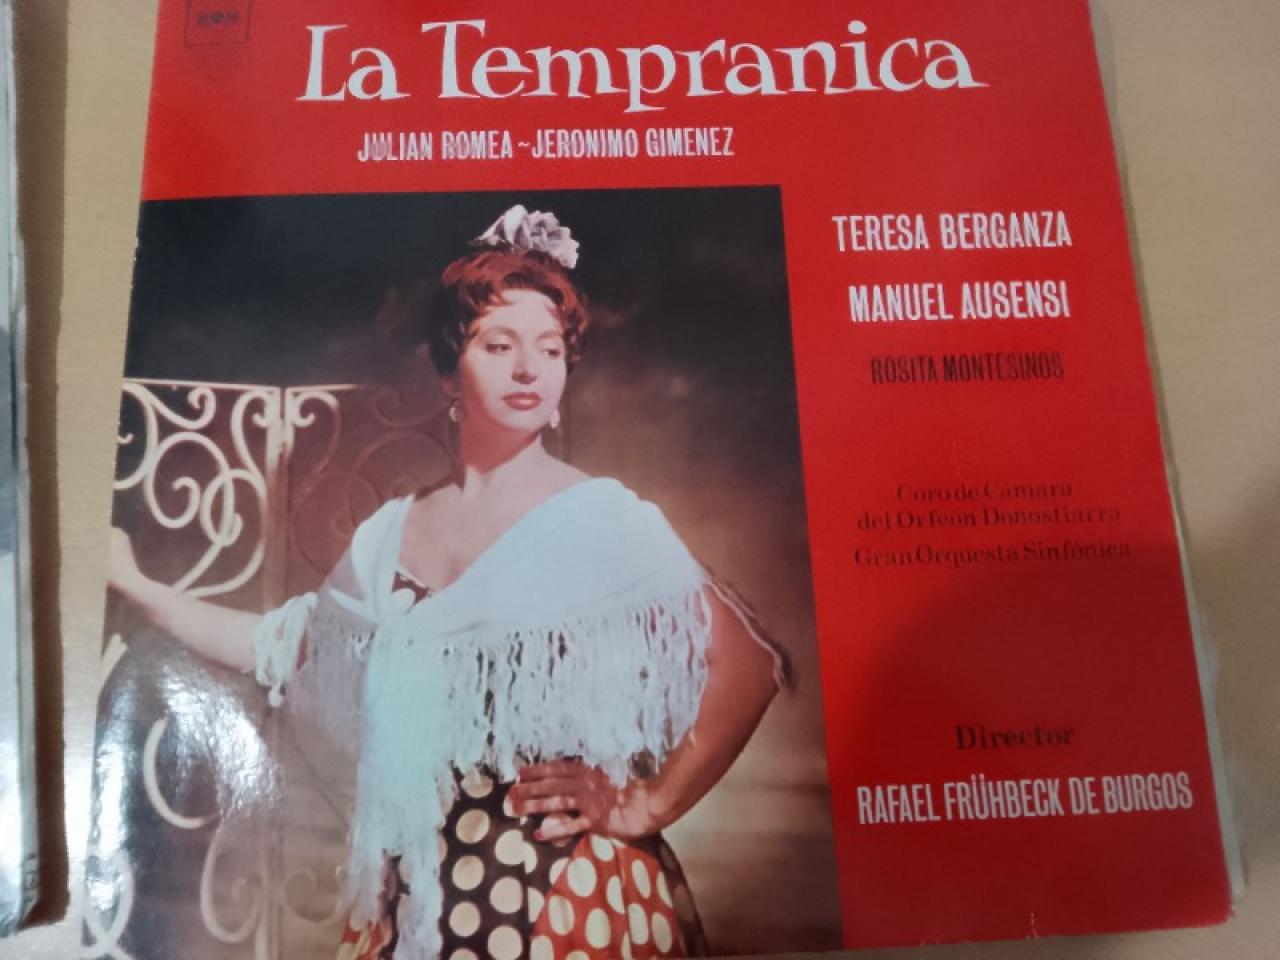 La Tempranica
JULIAN ROMEA ~ JERONIMO GIMENEZ
TERESA BERGANZA
MANUEL AUSENSI
ROSITA MONTESINOS
Coro de Cámara
del Orfeón Donostiarra
Gran Orquesta Sinfónica
Director
RAFAEL FRÜHBECK DE BURGOS